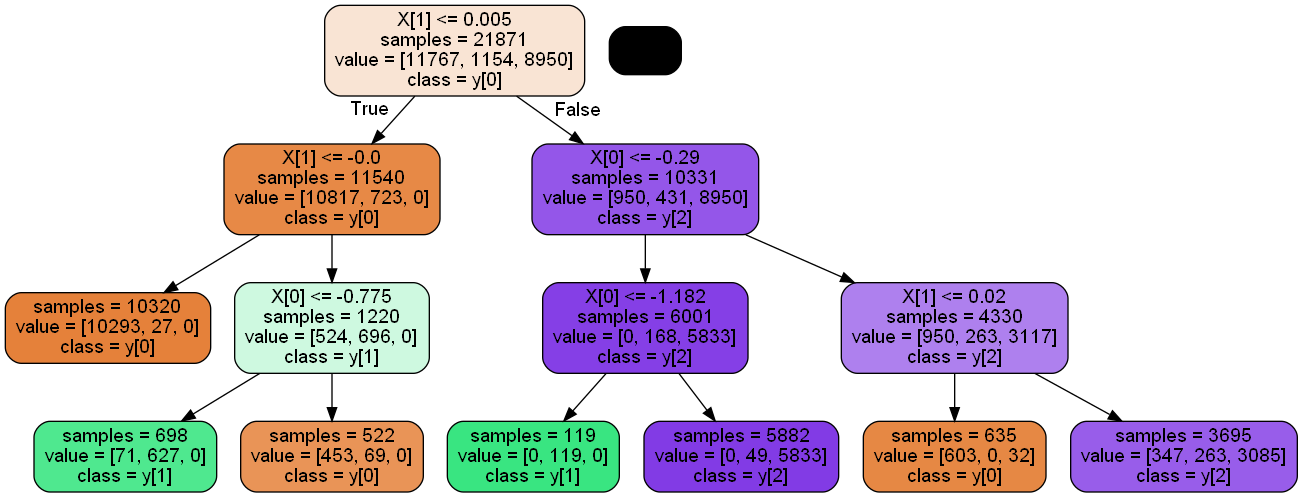 X[1] <= 0.005
samples = 21871
value = [11767, 1154, 8950]
class = y[0]
True
False
X[1] <= -0.0
samples = 11540
value = [10817, 723, 0]
class = y[0]
X[0] <= -0.29
samples = 10331
value = [950, 431, 8950]
class = y[2]
samples = 10320
value = [10293, 27, 0]
class = y[0]
X[0] <= -0.775
samples = 1220
value = [524, 696, 0]
class = y[1]
X[0] <= -1.182
samples = 6001
value = [0, 168, 5833]
class = y[2]
X[1] <= 0.02
samples = 4330
value = [950, 263, 3117]
class = y[2]
samples = 698
value = [71, 627, 0]
class = y[1]
samples = 522
value = [453, 69, 0]
class = y[0]
samples = 119
value = [0, 119, 0]
class = y[1]
samples = 5882
value = [0, 49, 5833]
class = y[2]
samples = 635
value = [603, 0, 32]
class = y[0]
samples = 3695
value = [347, 263, 3085]
class = y[2]